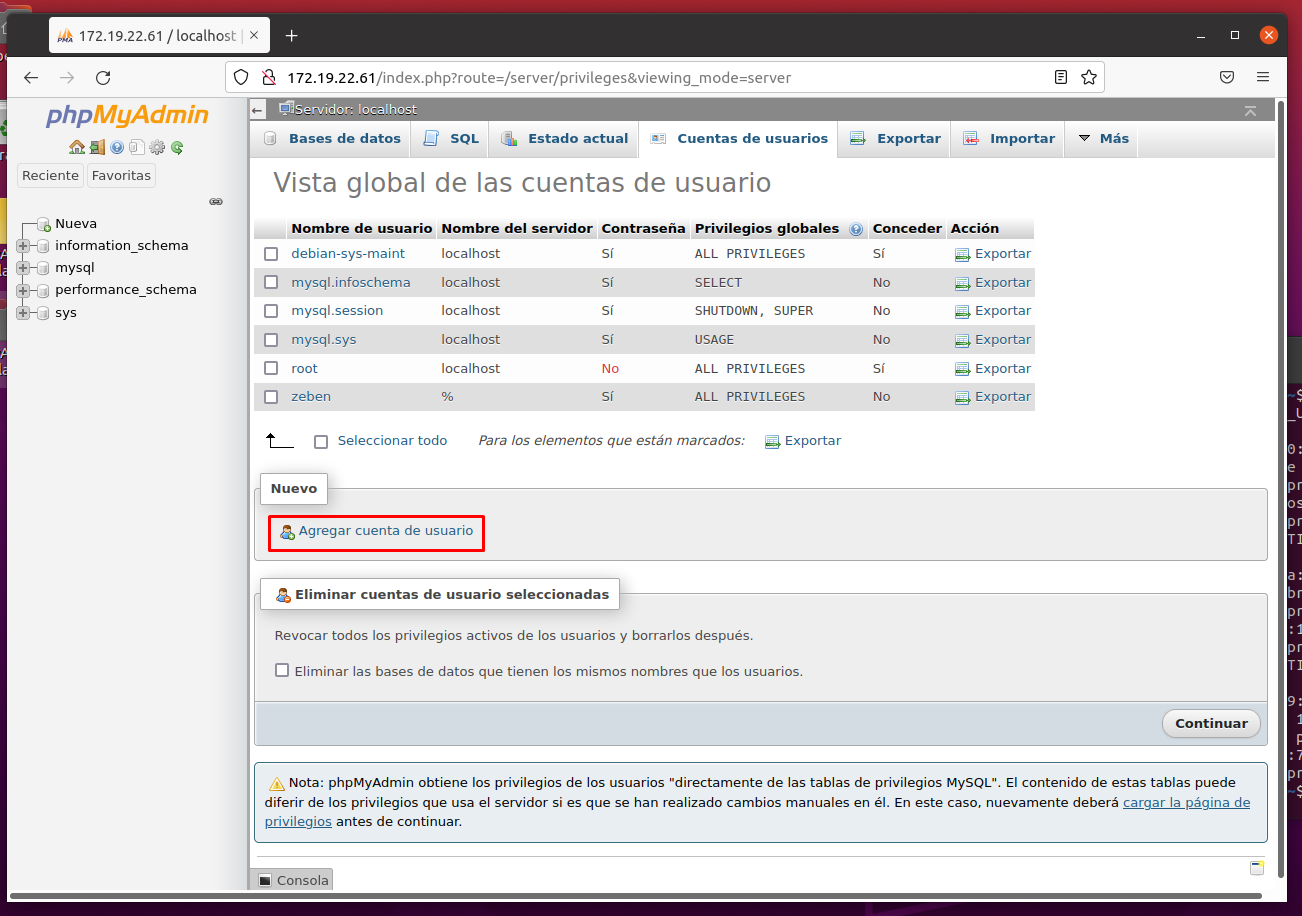 172.19.22.61 / localhost |
172.19.22.61/index.php?route=/server/privileges&viewing_mode=server
phpMyAdmin
Reciente
Favoritas
Nueva
information_schema
mysql
performance_schema
sys
Servidor: localhost
Bases de datos SQL Estado actual Cuentas de usuarios Exportar Importar Más
Vista global de las cuentas de usuario
Nombre de usuario Nombre del servidor Contraseña Privilegios globales Conceder Acción
debian-sys-maint localhost Sí ALL PRIVILEGES Sí Exportar
mysql.infoschema localhost Sí SELECT No Exportar
mysql.session localhost Sí SHUTDOWN, SUPER No Exportar
mysql.sys localhost Sí USAGE No Exportar
root localhost No ALL PRIVILEGES Sí Exportar
zeben % Sí ALL PRIVILEGES No Exportar
Seleccionar todo Para los elementos que están marcados: Exportar
Nuevo
Agregar cuenta de usuario
Eliminar cuentas de usuario seleccionadas
Revocar todos los privilegios activos de los usuarios y borrarlos después.
Eliminar las bases de datos que tienen los mismos nombres que los usuarios.
Continuar
Nota: phpMyAdmin obtiene los privilegios de los usuarios "directamente de las tablas de privilegios MySQL". El contenido de estas tablas puede
diferir de los privilegios que usa el servidor si es que se han realizado cambios manuales en él. En este caso, nuevamente deberá cargar la página de
privilegios antes de continuar.
Consola